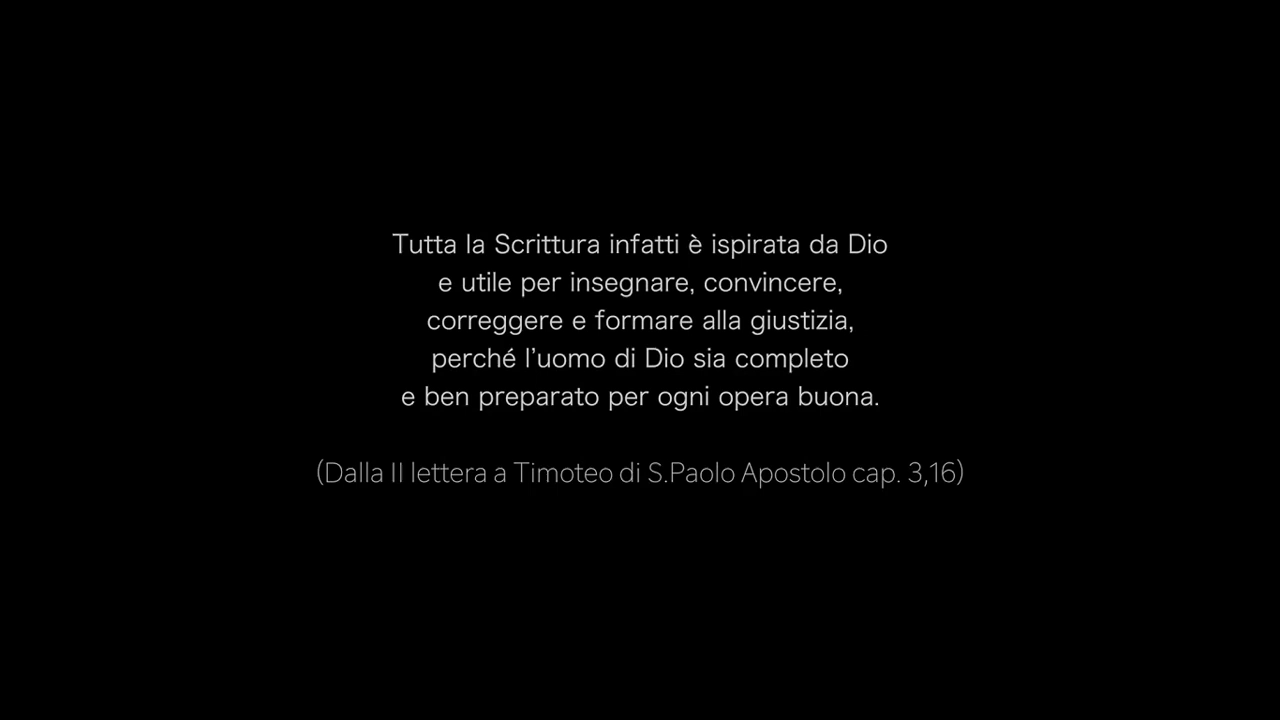 Tutta la Scrittura infatti è ispirata da Dio
e utile per insegnare, convincere,
correggere e formare alla giustizia,
perché l’uomo di Dio sia completo
e ben preparato per ogni opera buona.
(Dalla II lettera a Timoteo di S.Paolo Apostolo cap. 3,16)